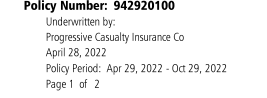 Policy Number: 942920100
Underwritten by:
Progressive Casualty Insurance Co
April 28, 2022
Policy Period: Apr 29, 2022 - Oct 29, 2022
Page 1 of 2